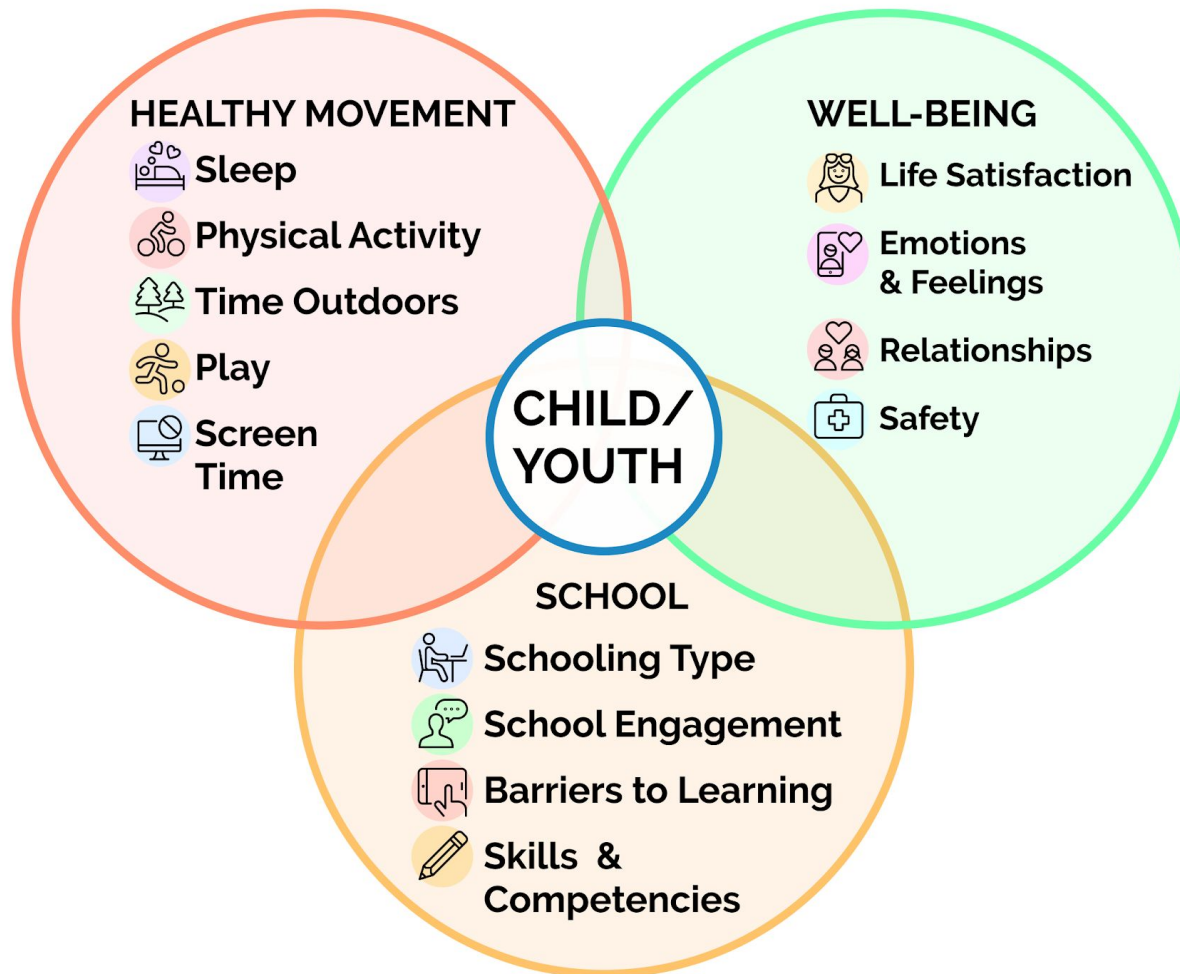 HEALTHY MOVEMENT
Sleep
Physical Activity
Time Outdoors
Play
Screen
Time
WELL-BEING
Life Satisfaction
Emotions
& Feelings
Relationships
Safety
CHILD/
YOUTH
SCHOOL
Schooling Type
School Engagement
Barriers to Learning
Skills &
Competencies